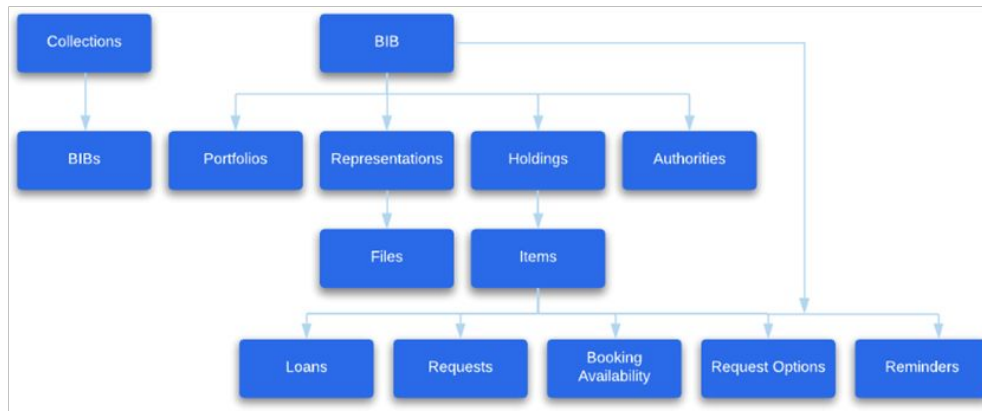 Collections
BIB
BIBs
Portfolios
Representations
Holdings
Authorities
Files
Items
Loans
Requests
Booking
Availability
Request Options
Reminders